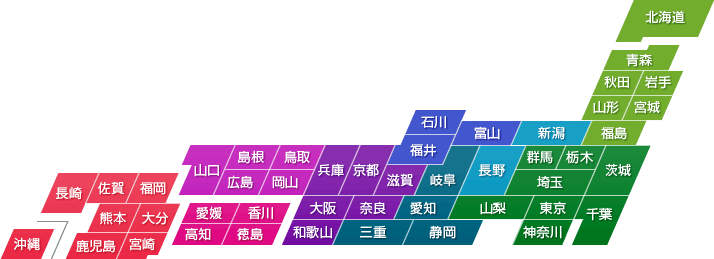 北海道
青森
秋田 岩手
山形 宮城
石川 富山 新潟 福島
福井
山口 島根 鳥取 兵庫 京都 滋賀 岐阜 長野 群馬 栃木 茨城
広島 岡山 埼玉
長崎 佐賀 福岡
愛媛 香川 大阪 奈良 愛知 山梨 東京 千葉
熊本 大分
高知 徳島 和歌山 三重 静岡 神奈川
沖縄 鹿児島 宮崎